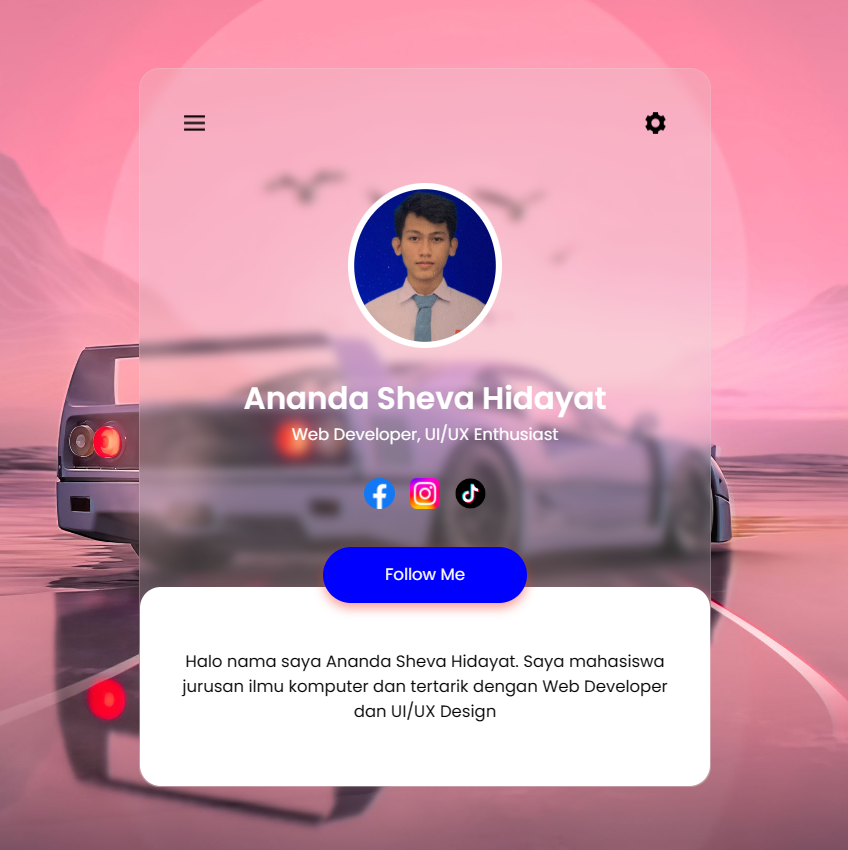 Ananda Sheva Hidayat
Web Developer, UI/UX Enthusiast
Follow Me
Halo nama saya Ananda Sheva Hidayat. Saya mahasiswa
jurusan ilmu komputer dan tertarik dengan Web Developer
dan UI/UX Design